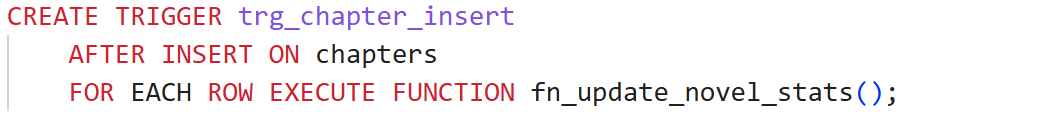 CREATE TRIGGER trg_chapter_insert
AFTER INSERT ON chapters
FOR EACH ROW EXECUTE FUNCTION fn_update_novel_stats();